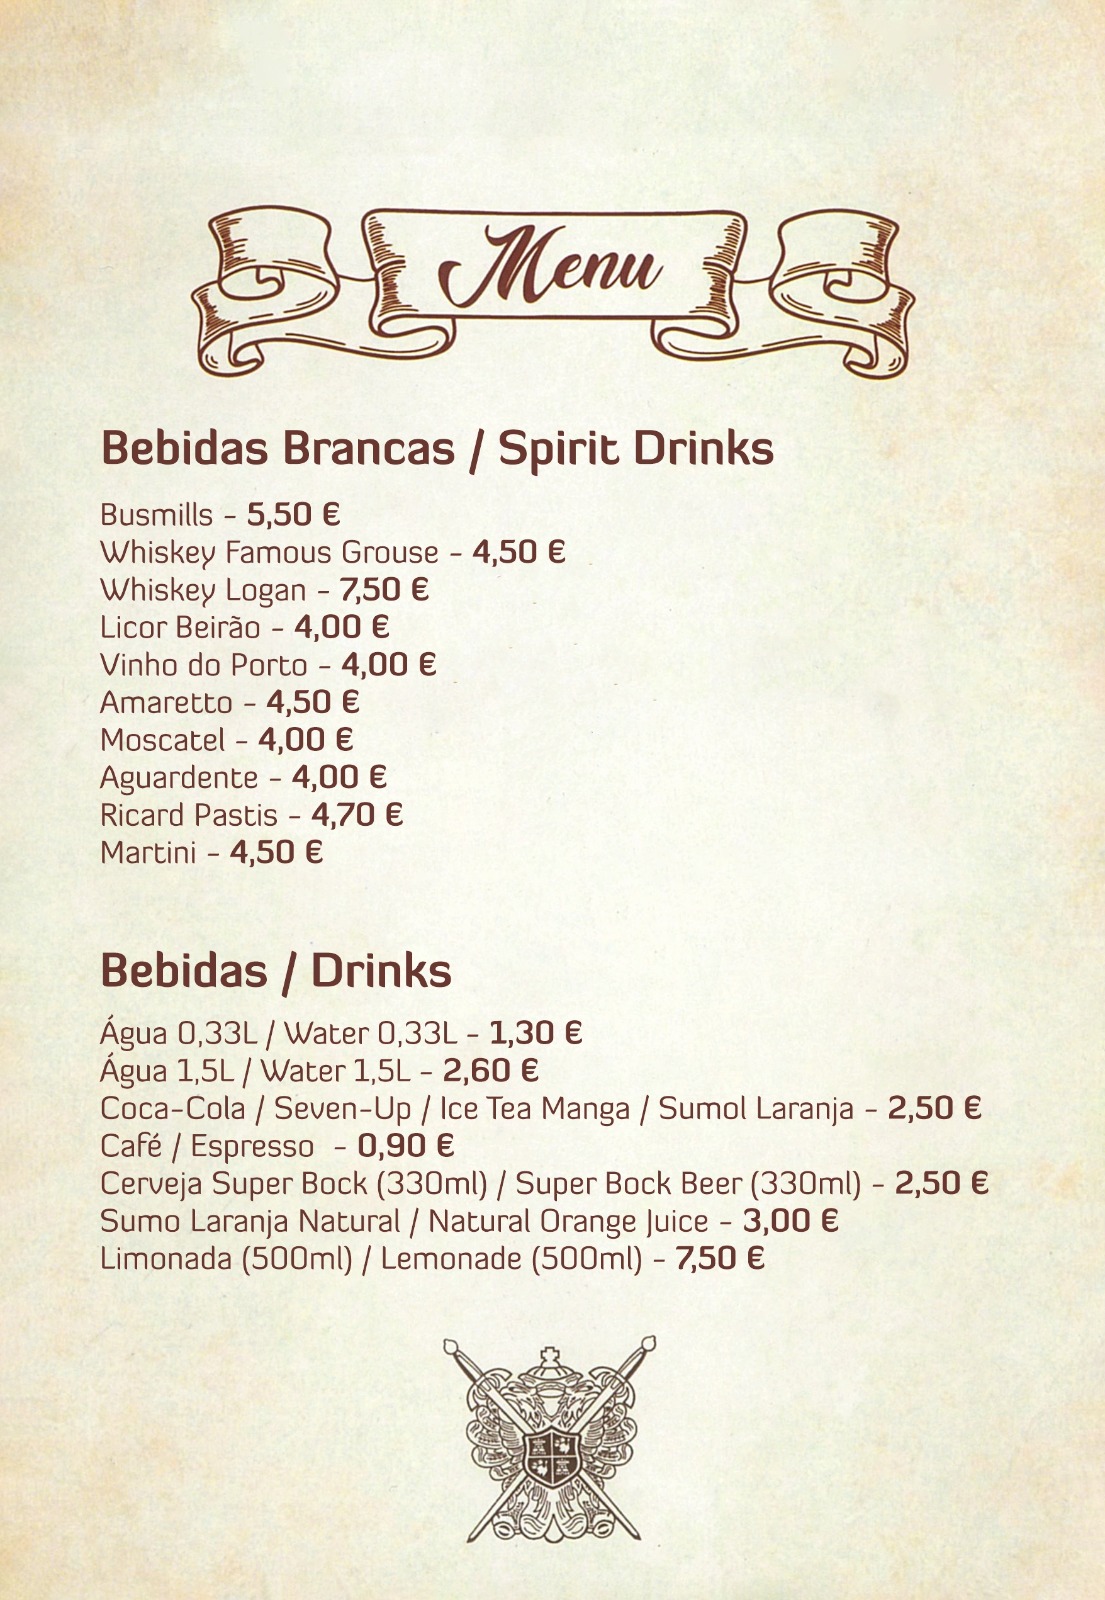 Menu
Bebidas Brancas / Spirit Drinks
Busmills - 5,50 €
Whiskey Famous Grouse - 4,50 €
Whiskey Logan - 7,50 €
Licor Beirão - 4,00 €
Vinho do Porto - 4,00 €
Amaretto - 4,50 €
Moscatel - 4,00 €
Aguardente - 4,00 €
Ricard Pastis - 4,70 €
Martini - 4,50 €
Bebidas / Drinks
Água 0,33L / Water 0,33L - 1,30 €
Água 1,5L / Water 1,5L - 2,60 €
Coca-Cola / Seven-Up / Ice Tea Manga / Sumol Laranja - 2,50 €
Café / Espresso - 0,90 €
Cerveja Super Bock (330ml) / Super Bock Beer (330ml) - 2,50 €
Sumo Laranja Natural / Natural Orange Juice - 3,00 €
Limonada (500ml) / Lemonade (500ml) - 7,50 €